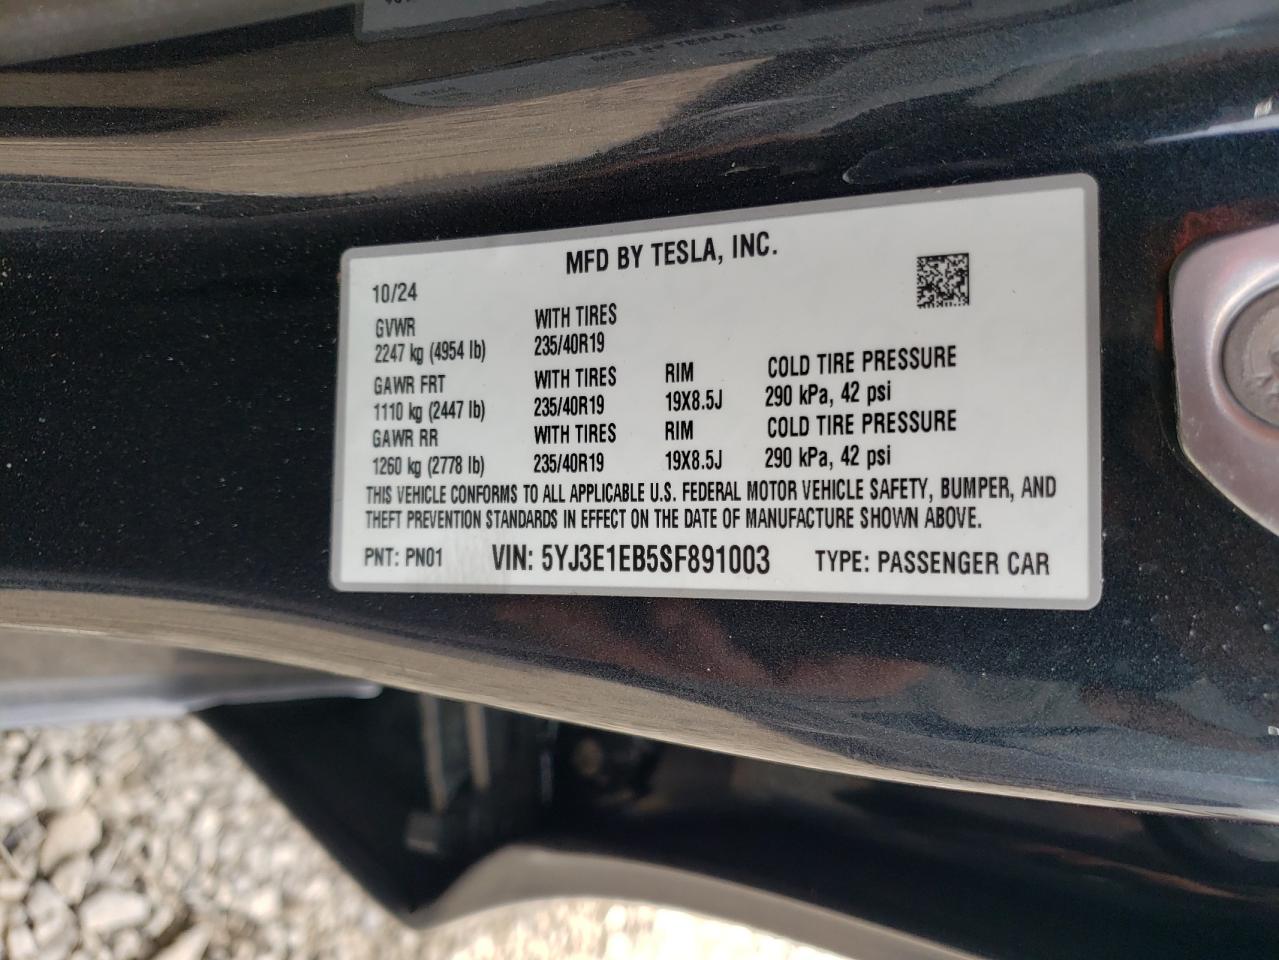 MFD BY TESLA, INC.
10/24
GVWR WITH TIRES
2247 kg (4954 lb) 235/40R19
GAWR FRT WITH TIRES RIM COLD TIRE PRESSURE
1110 kg (2447 lb) 235/40R19 19X8.5J 290 kPa, 42 psi
GAWR RR WITH TIRES RIM COLD TIRE PRESSURE
1260 kg (2778 lb) 235/40R19 19X8.5J 290 kPa, 42 psi
THIS VEHICLE CONFORMS TO ALL APPLICABLE U.S. FEDERAL MOTOR VEHICLE SAFETY, BUMPER, AND
THEFT PREVENTION STANDARDS IN EFFECT ON THE DATE OF MANUFACTURE SHOWN ABOVE.
PNT: PN01 VIN: 5YJ3E1EB5SF891003 TYPE: PASSENGER CAR